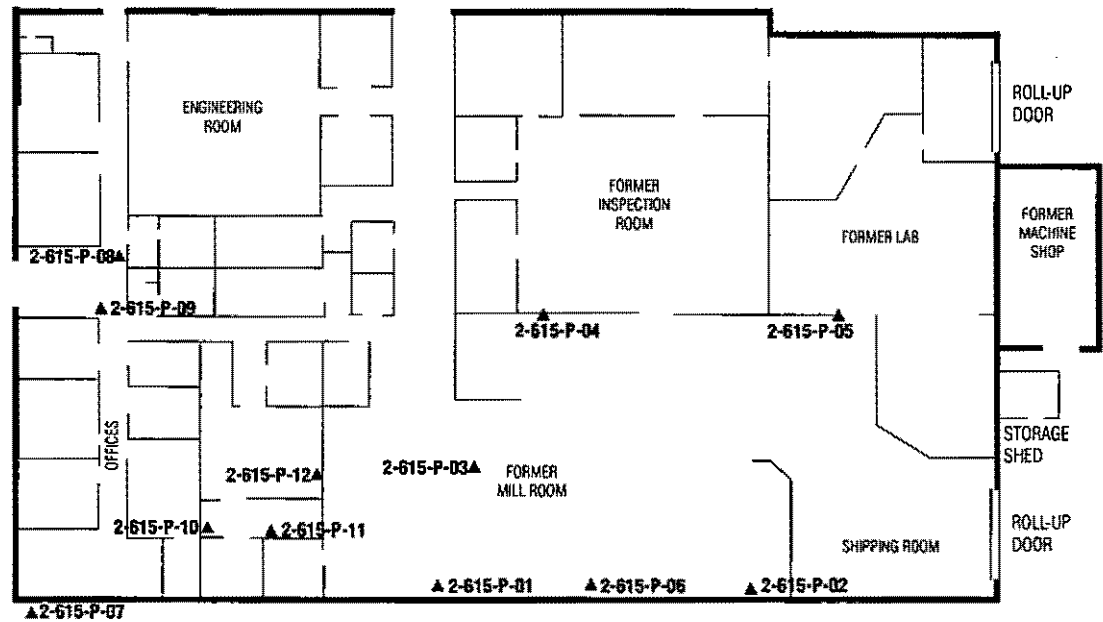 ENGINEERING
ROOM
ROLL-UP
DOOR
FORMER
INSPECTION
ROOM
FORMER LAB
FORMER
MACHINE
SHOP
2-615-P-08
2-615-P-09
2-615-P-04
2-615-P-05
OFFICES
STORAGE
SHED
2-615-P-12
2-615-P-03
FORMER
MILL ROOM
2-615-P-10
2-615-P-11
SHIPPING ROOM
ROLL-UP
DOOR
2-615-P-01
2-615-P-06
2-615-P-02
2-615-P-07